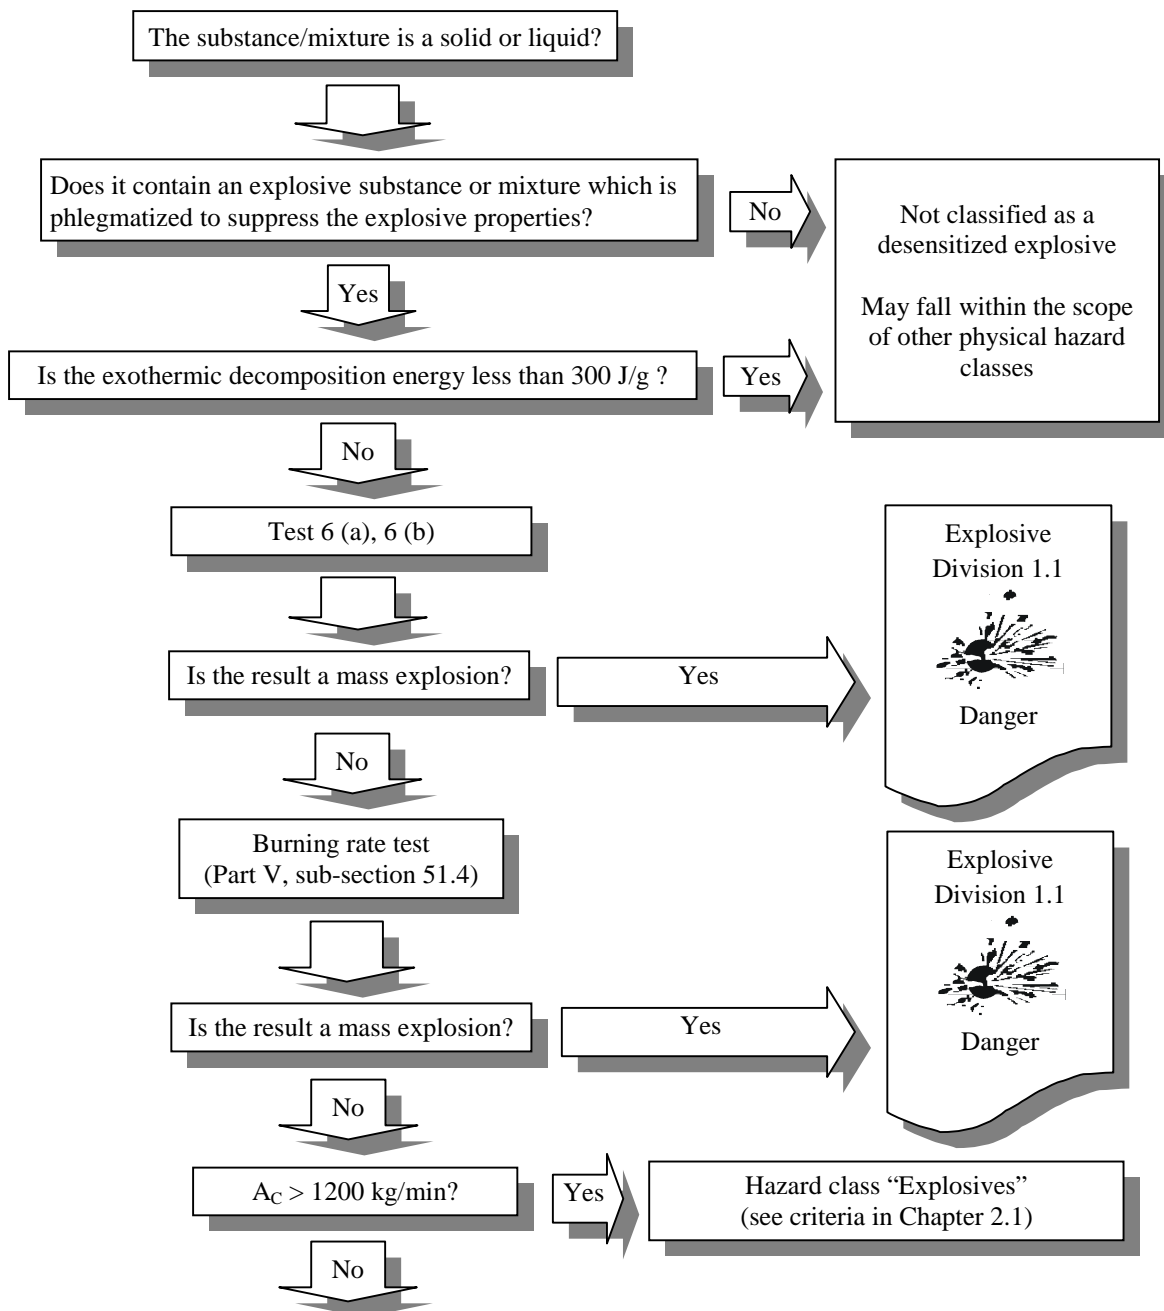 The substance/mixture is a solid or liquid?
Does it contain an explosive substance or mixture which is
phlegmatized to suppress the explosive properties?
No
Not classified as a
desensitized explosive
May fall within the scope
of other physical hazard
classes
Yes
Is the exothermic decomposition energy less than 300 J/g ?
Yes
No
Test 6 (a), 6 (b)
Explosive
Division 1.1
Danger
Is the result a mass explosion?
Yes
No
Burning rate test
(Part V, sub-section 51.4)
Explosive
Division 1.1
Danger
Is the result a mass explosion?
Yes
No
A_C > 1200 kg/min?
Yes
Hazard class “Explosives”
(see criteria in Chapter 2.1)
No